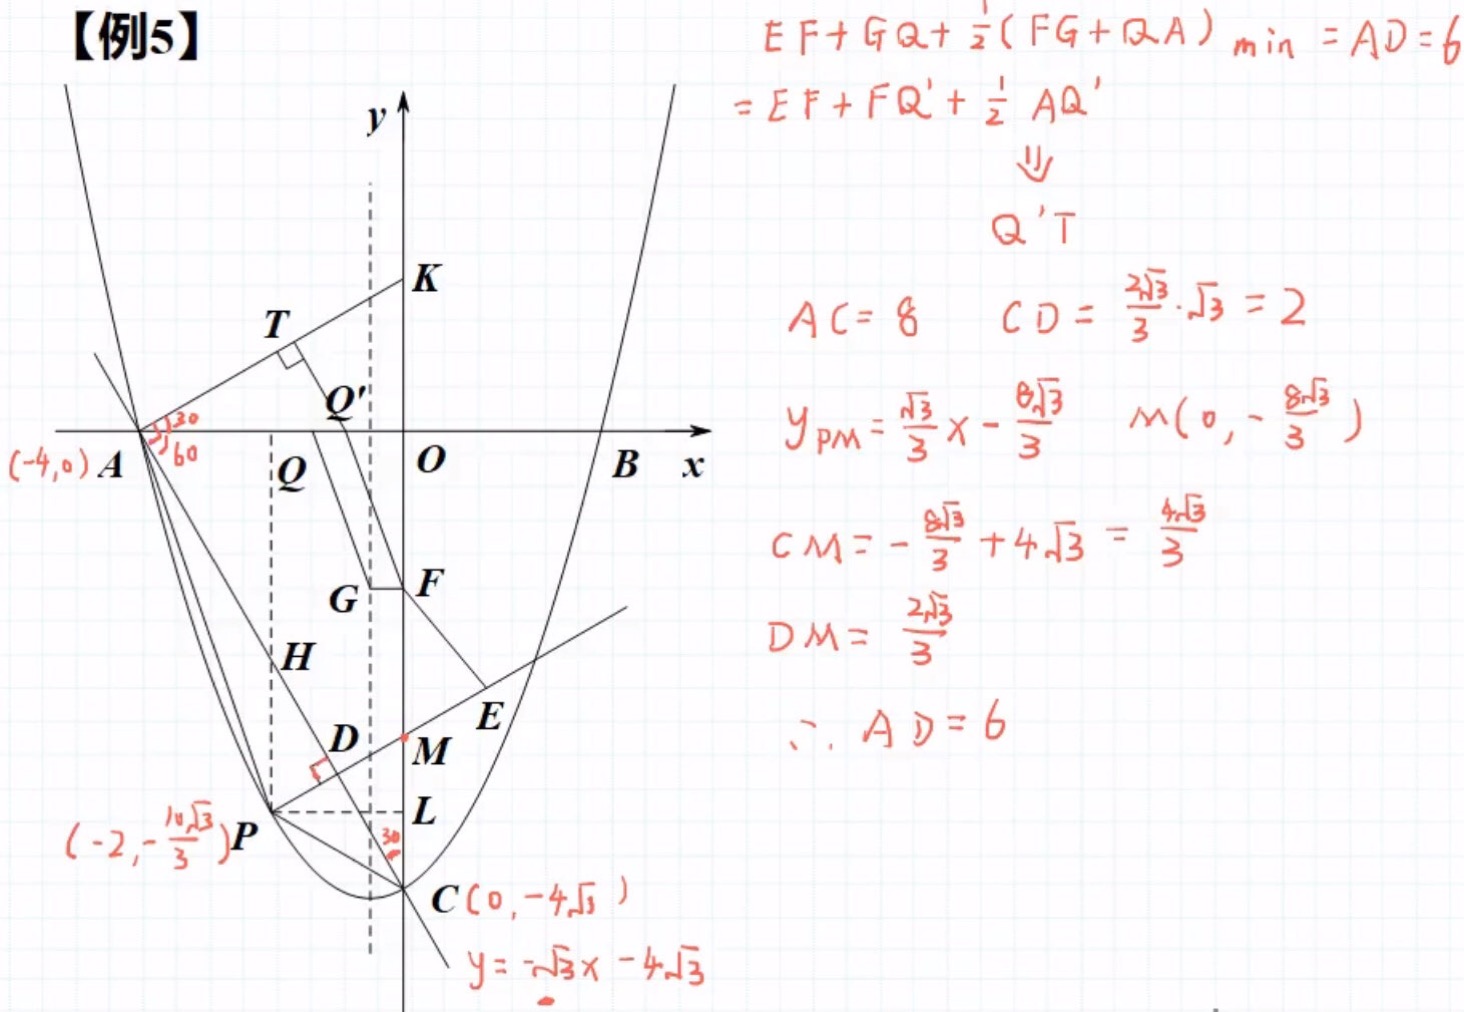 【例5】
EF+GQ+\frac{1}{2}(FG+QA) min =AD=6
=EF+FQ'+\frac{1}{2} AQ'
⇓
Q'T
AC=8 CD=\frac{2\sqrt{3}}{3}·\sqrt{3}=2
y_{PM}=\frac{\sqrt{3}}{3}x-\frac{8\sqrt{3}}{3} M(0,-\frac{8\sqrt{3}}{3})
CM=-\frac{8\sqrt{3}}{3}+4\sqrt{3}=\frac{4\sqrt{3}}{3}
DM=\frac{2\sqrt{3}}{3}
∴ AD=6
y
K
T
Q'
30
60
(-4,0) A
Q
O
B
x
G
F
H
E
D
M
L
(-2,-\frac{10\sqrt{3}}{3}) P
30
C (0,-4\sqrt{3})
y=-\sqrt{3}x-4\sqrt{3}